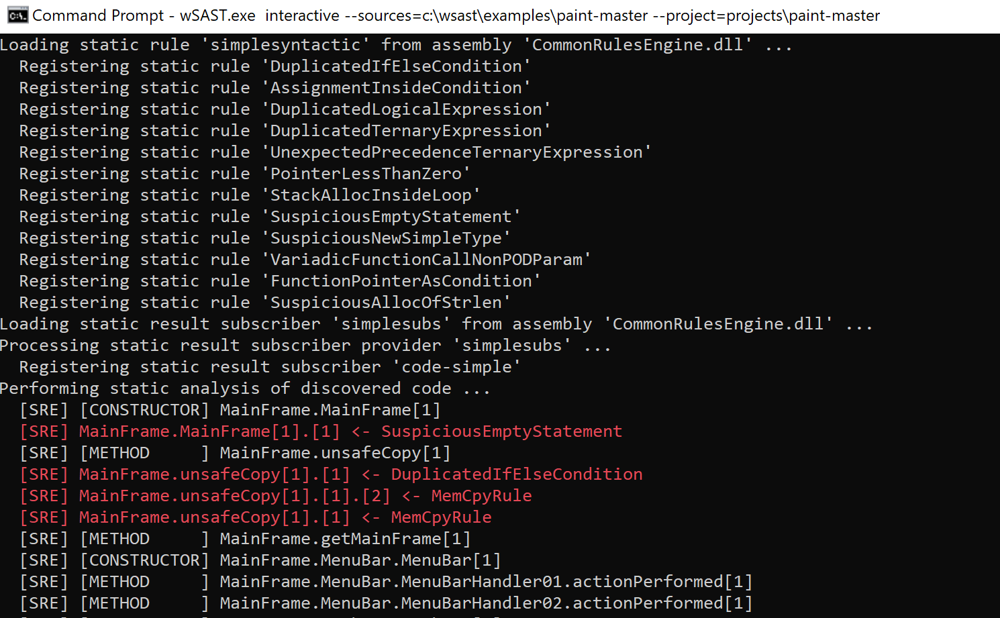 Command Prompt - wSAST.exe  interactive --sources=c:\wsast\examples\paint-master --project=projects\paint-master
Loading static rule 'simplesyntactic' from assembly 'CommonRulesEngine.dll' ...
  Registering static rule 'DuplicatedIfElseCondition'
  Registering static rule 'AssignmentInsideCondition'
  Registering static rule 'DuplicatedLogicalExpression'
  Registering static rule 'DuplicatedTernaryExpression'
  Registering static rule 'UnexpectedPrecedenceTernaryExpression'
  Registering static rule 'PointerLessThanZero'
  Registering static rule 'StackAllocInsideLoop'
  Registering static rule 'SuspiciousEmptyStatement'
  Registering static rule 'SuspiciousNewSimpleType'
  Registering static rule 'VariadicFunctionCallNonPODParam'
  Registering static rule 'FunctionPointerAsCondition'
  Registering static rule 'SuspiciousAllocOfStrlen'
Loading static result subscriber 'simplesubs' from assembly 'CommonRulesEngine.dll' ...
Processing static result subscriber provider 'simplesubs' ...
  Registering static result subscriber 'code-simple'
Performing static analysis of discovered code ...
  [SRE] [CONSTRUCTOR] MainFrame.MainFrame[1]
  [SRE] MainFrame.MainFrame[1].[1] <- SuspiciousEmptyStatement
  [SRE] [METHOD     ] MainFrame.unsafeCopy[1]
  [SRE] MainFrame.unsafeCopy[1].[1] <- DuplicatedIfElseCondition
  [SRE] MainFrame.unsafeCopy[1].[1].[2] <- MemCpyRule
  [SRE] MainFrame.unsafeCopy[1].[1] <- MemCpyRule
  [SRE] [METHOD     ] MainFrame.getMainFrame[1]
  [SRE] [CONSTRUCTOR] MainFrame.MenuBar.MenuBar[1]
  [SRE] [METHOD     ] MainFrame.MenuBar.MenuBarHandler01.actionPerformed[1]
  [SRE] [METHOD     ] MainFrame.MenuBar.MenuBarHandler02.actionPerformed[1]